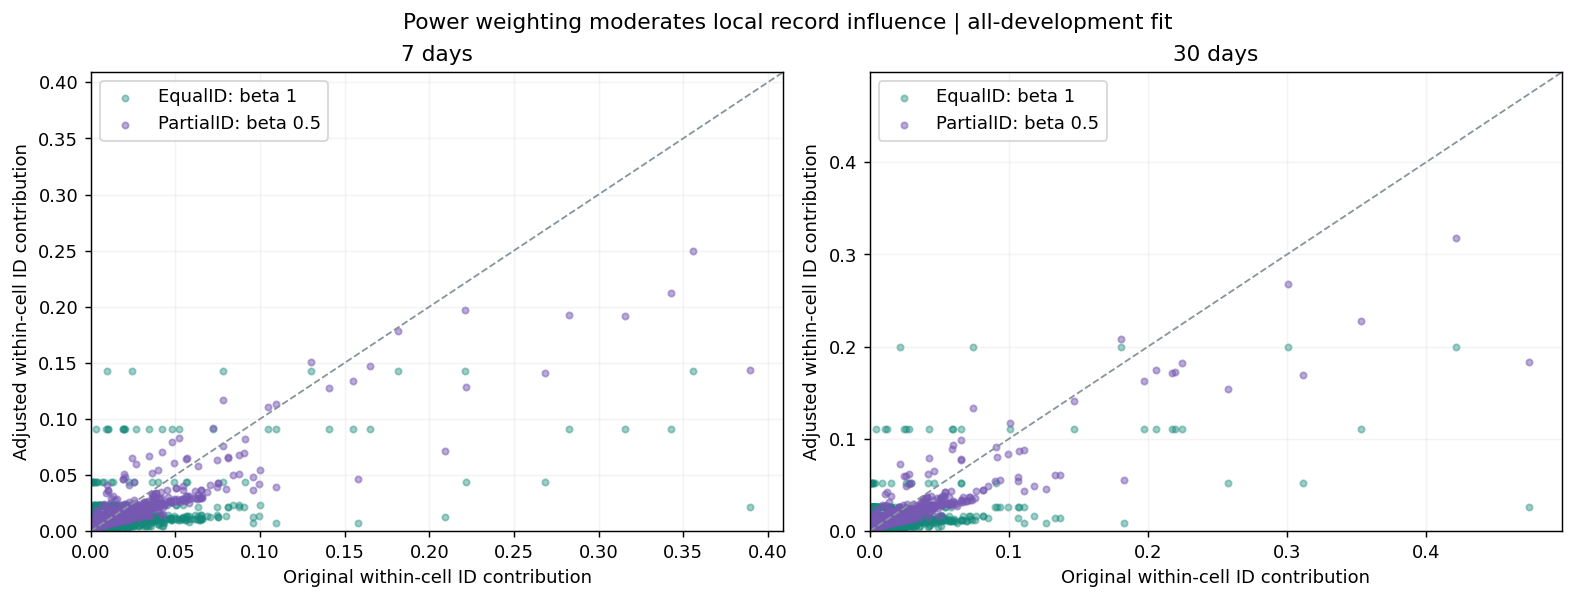 Power weighting moderates local record influence | all-development fit
7 days
EqualID: beta 1
PartialID: beta 0.5
Adjusted within-cell ID contribution
0.40
0.35
0.30
0.25
0.20
0.15
0.10
0.05
0.00
0.00 0.05 0.10 0.15 0.20 0.25 0.30 0.35 0.40
Original within-cell ID contribution
30 days
EqualID: beta 1
PartialID: beta 0.5
Adjusted within-cell ID contribution
0.4
0.3
0.2
0.1
0.0
0.0 0.1 0.2 0.3 0.4
Original within-cell ID contribution